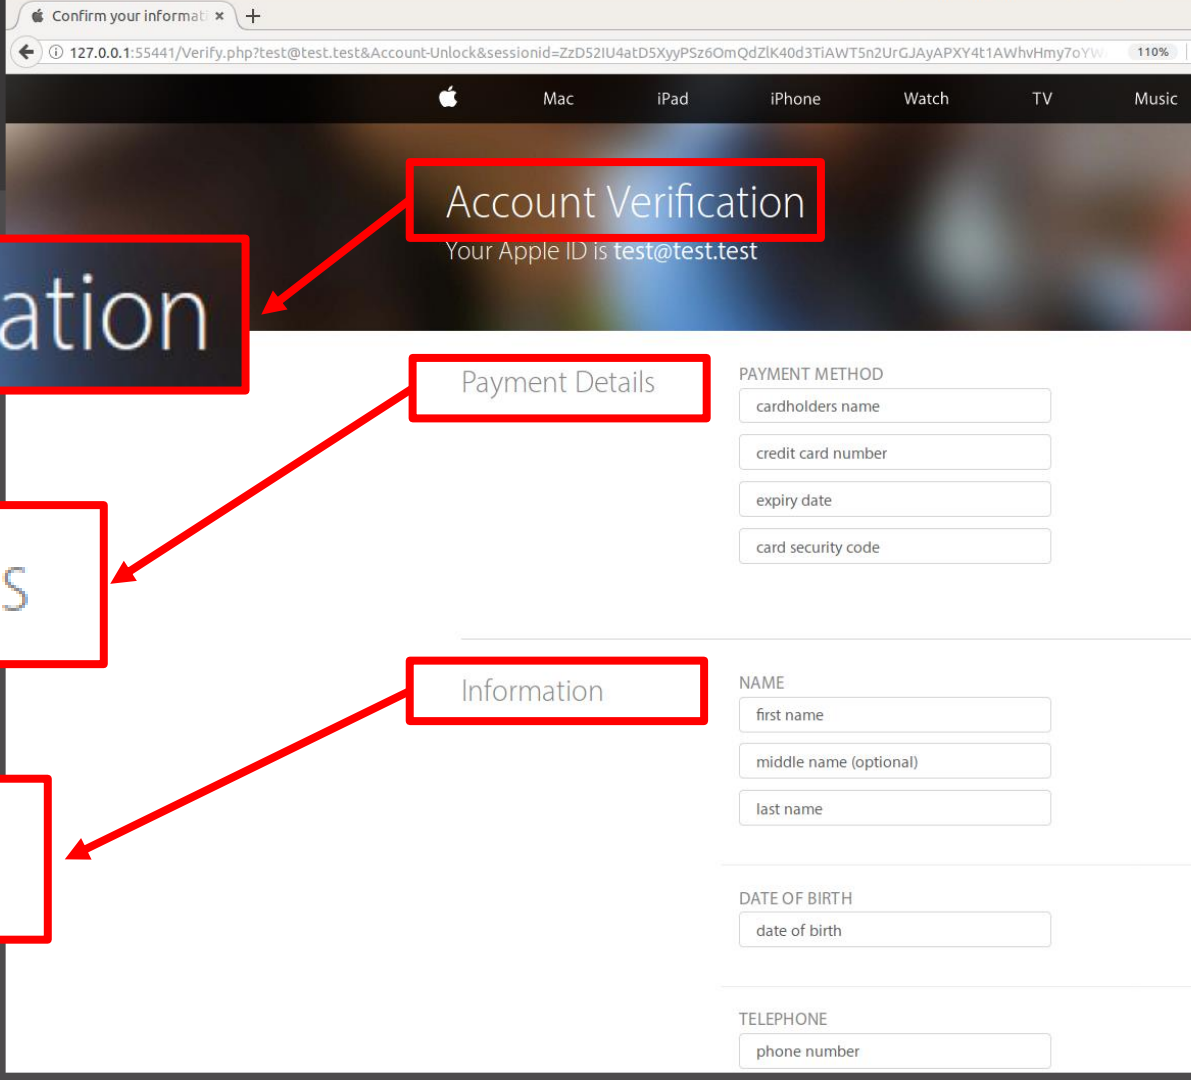 Confirm your informati
127.0.0.1:55441/Verify.php?test@test.test&Account-Unlock&sessionid=ZzD52IU4atD5XyyPSz6OmQdZlK40d3TiAWT5n2UrGJAyAPXY4t1AWhvHmy7oYW
110%
Mac iPad iPhone Watch TV Music
Account Verification
Your Apple ID is test@test.test
ation
Payment Details
PAYMENT METHOD
cardholders name
credit card number
expiry date
card security code
s
Information
NAME
first name
middle name (optional)
last name
DATE OF BIRTH
date of birth
TELEPHONE
phone number